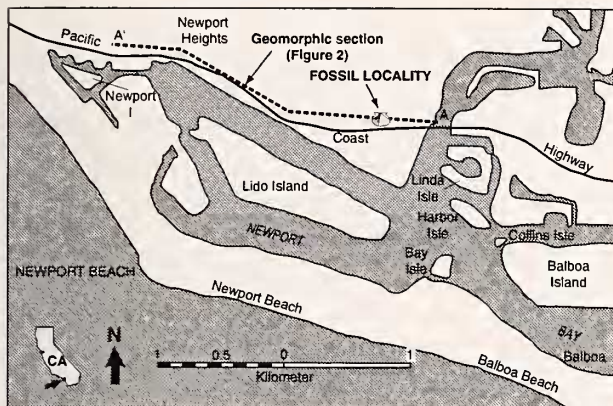 Pacific
A'
Newport
Heights
Geomorphic section
(Figure 2)
FOSSIL LOCALITY
A
Newport
I
Coast
Highway
Linda
Isle
Lido Island
Harbor
Isle
Collins Isle
NEWPORT
Bay
Isle
Balboa
Island
NEWPORT BEACH
Newport Beach
BAY
Balboa
Balboa Beach
CA
N
1 0.5 0 1
Kilometer